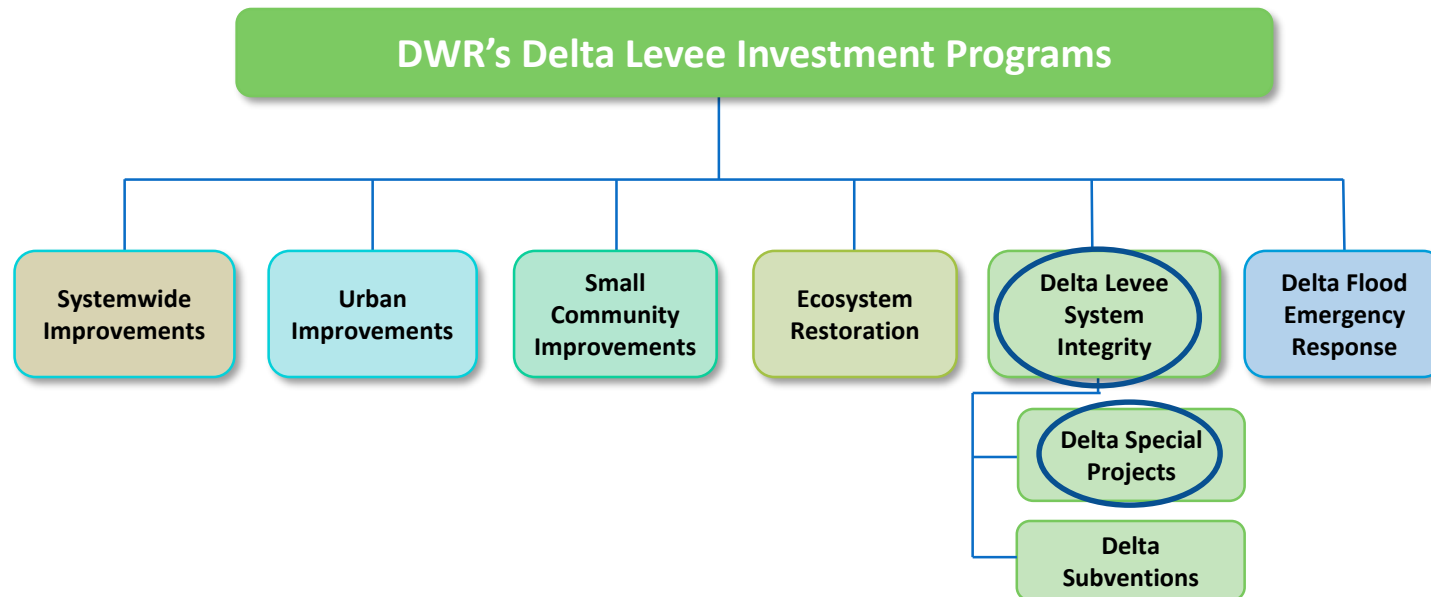 DWR’s Delta Levee Investment Programs
Systemwide
Improvements
Urban
Improvements
Small
Community
Improvements
Ecosystem
Restoration
Delta Levee
System
Integrity
Delta Flood
Emergency
Response
Delta Special
Projects
Delta
Subventions